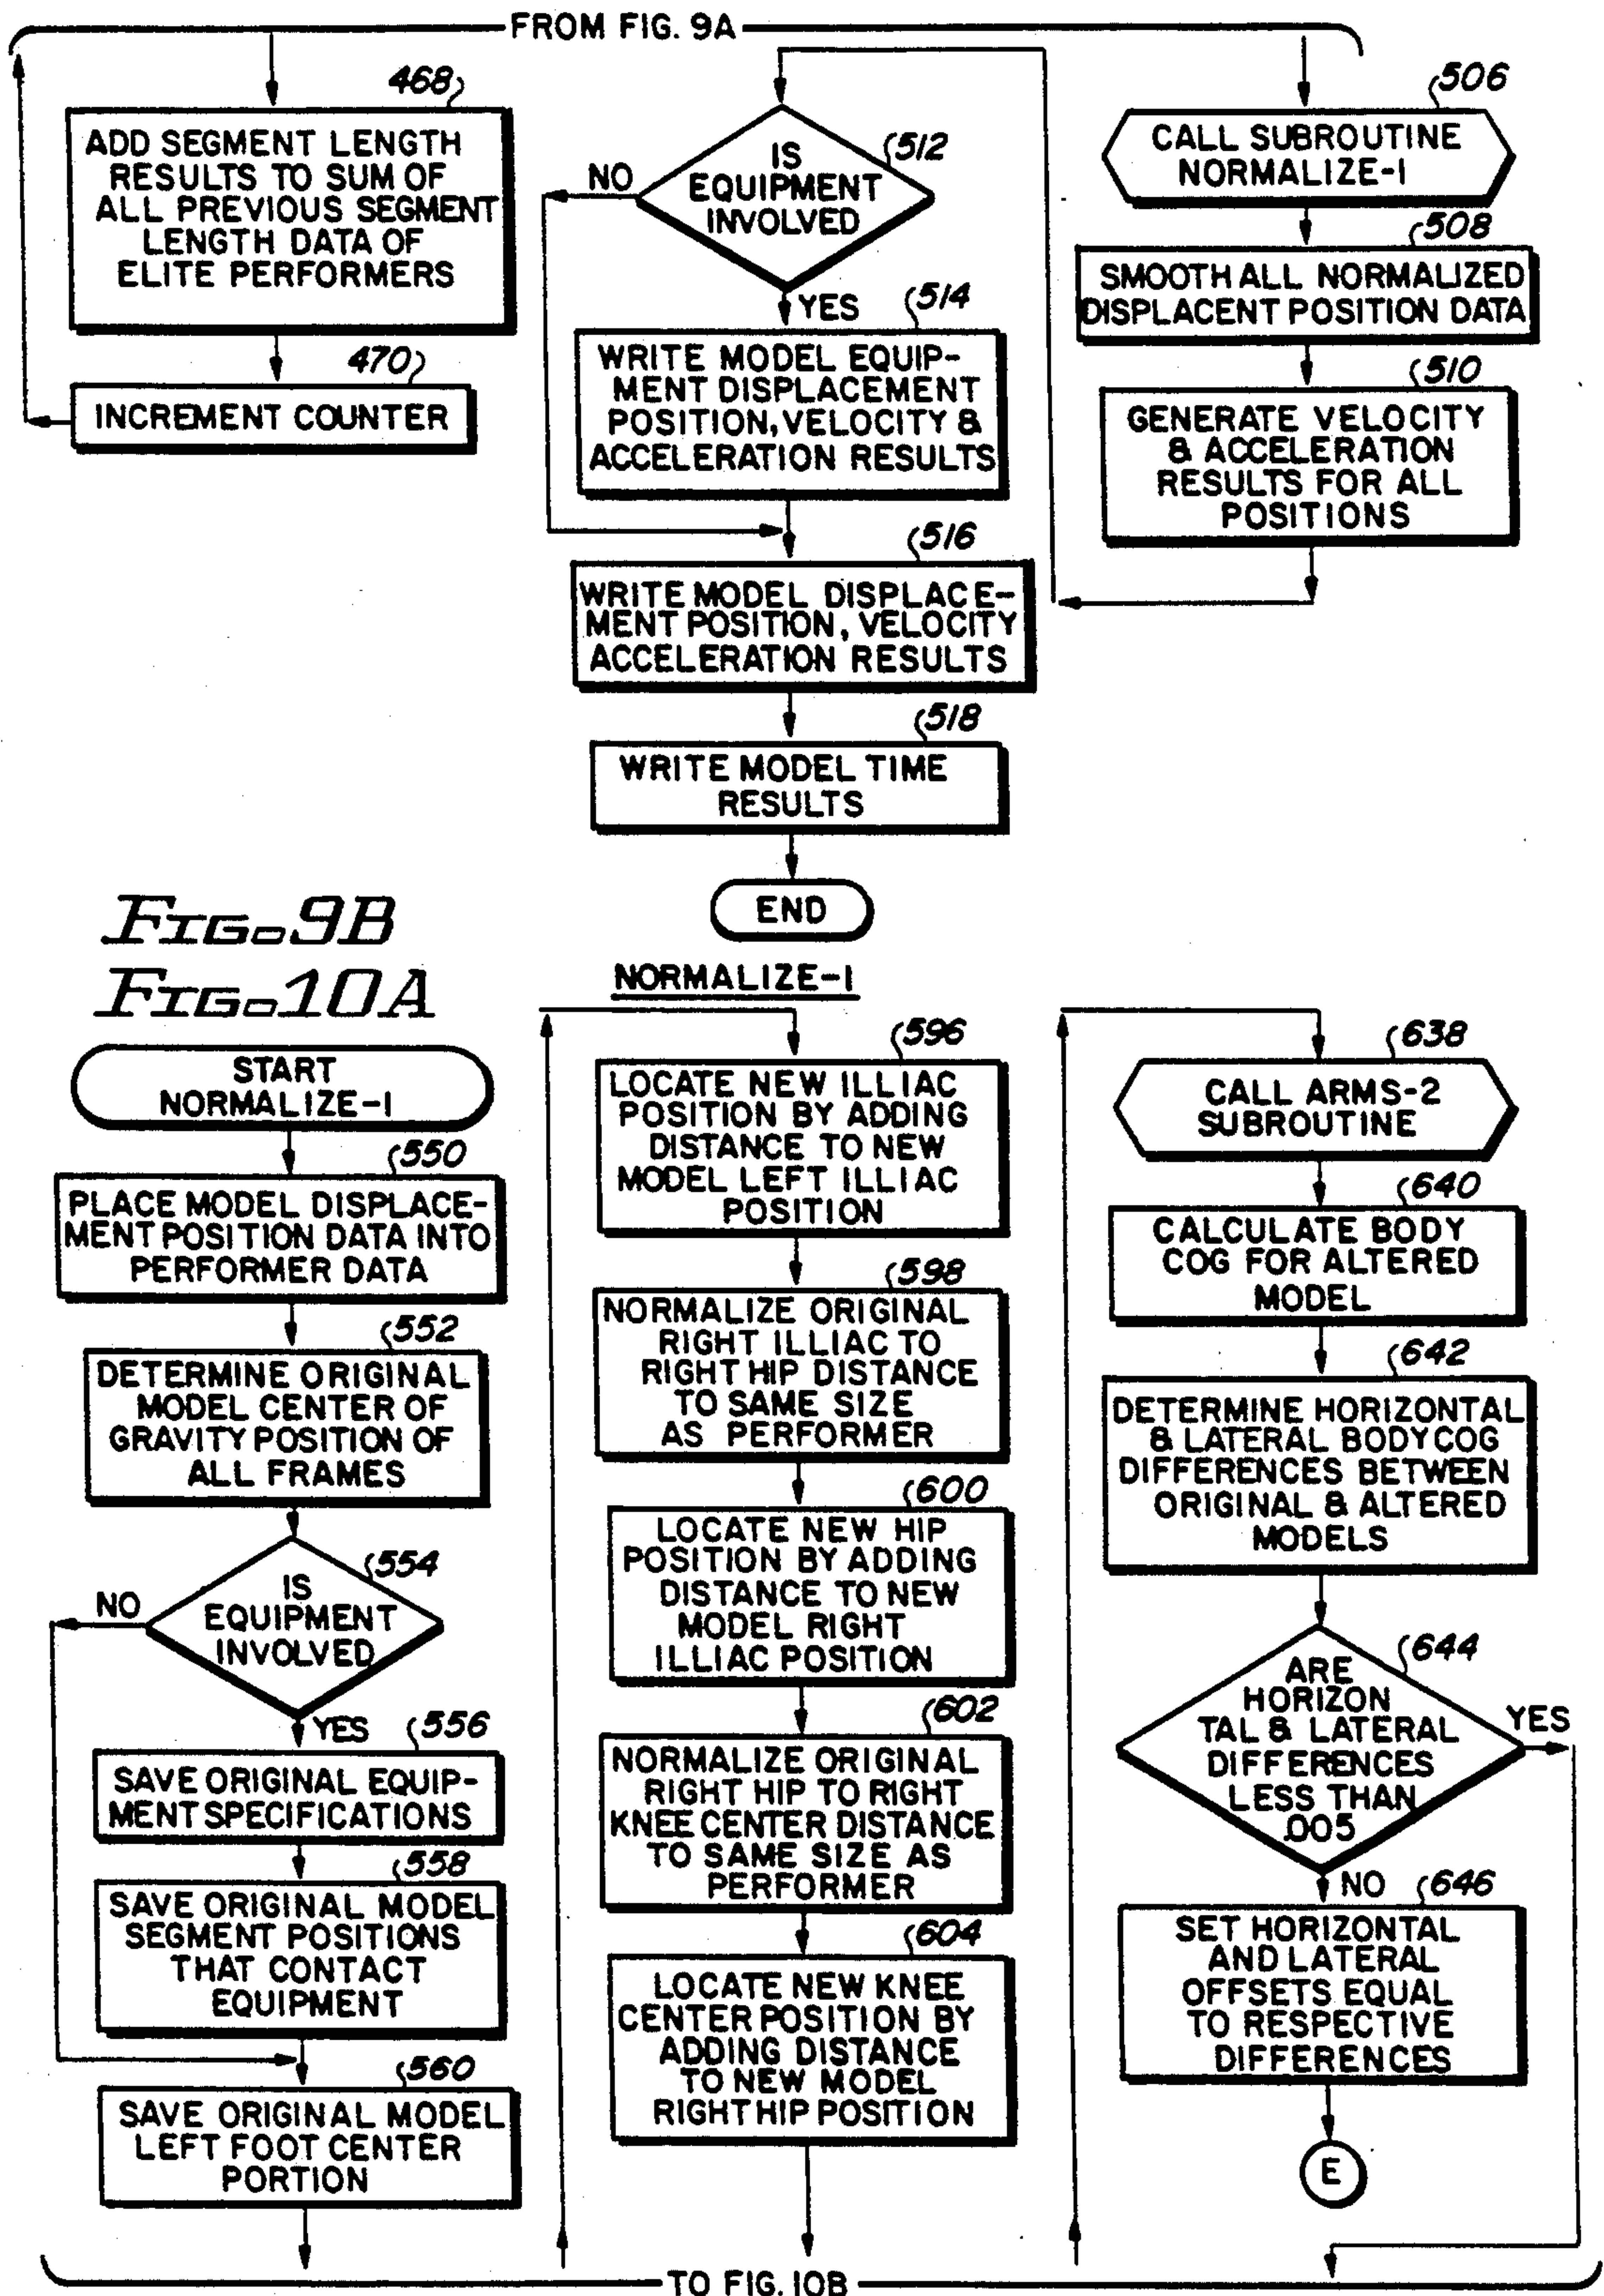 FROM FIG. 9A
468
ADD SEGMENT LENGTH
RESULTS TO SUM OF
ALL PREVIOUS SEGMENT
LENGTH DATA OF
ELITE PERFORMERS
470
INCREMENT COUNTER
512
IS
EQUIPMENT
INVOLVED
NO
YES
514
WRITE MODEL EQUIP-
MENT DISPLACEMENT
POSITION, VELOCITY &
ACCELERATION RESULTS
516
WRITE MODEL DISPLACE-
MENT POSITION, VELOCITY
ACCELERATION RESULTS
518
WRITE MODEL TIME
RESULTS
END
506
CALL SUBROUTINE
NORMALIZE-1
508
SMOOTH ALL NORMALIZED
DISPLACENT POSITION DATA
510
GENERATE VELOCITY
& ACCELERATION
RESULTS FOR ALL
POSITIONS
FIG. 9B
FIG. 10A
NORMALIZE-1
START
NORMALIZE-1
550
PLACE MODEL DISPLACE-
MENT POSITION DATA INTO
PERFORMER DATA
552
DETERMINE ORIGINAL
MODEL CENTER OF
GRAVITY POSITION OF
ALL FRAMES
554
IS
EQUIPMENT
INVOLVED
NO
YES
556
SAVE ORIGINAL EQUIP-
MENT SPECIFICATIONS
558
SAVE ORIGINAL MODEL
SEGMENT POSITIONS
THAT CONTACT
EQUIPMENT
560
SAVE ORIGINAL MODEL
LEFT FOOT CENTER
PORTION
596
LOCATE NEW ILLIAC
POSITION BY ADDING
DISTANCE TO NEW
MODEL LEFT ILLIAC
POSITION
598
NORMALIZE ORIGINAL
RIGHT ILLIAC TO
RIGHT HIP DISTANCE
TO SAME SIZE
AS PERFORMER
600
LOCATE NEW HIP
POSITION BY ADDING
DISTANCE TO NEW
MODEL RIGHT
ILLIAC POSITION
602
NORMALIZE ORIGINAL
RIGHT HIP TO RIGHT
KNEE CENTER DISTANCE
TO SAME SIZE AS
PERFORMER
604
LOCATE NEW KNEE
CENTER POSITION BY
ADDING DISTANCE
TO NEW MODEL
RIGHT HIP POSITION
638
CALL ARMS-2
SUBROUTINE
640
CALCULATE BODY
COG FOR ALTERED
MODEL
642
DETERMINE HORIZONTAL
& LATERAL BODY COG
DIFFERENCES BETWEEN
ORIGINAL & ALTERED
MODELS
644
ARE
HORIZON
TAL & LATERAL
DIFFERENCES
LESS THAN
.005
YES
NO
646
SET HORIZONTAL
AND LATERAL
OFFSETS EQUAL
TO RESPECTIVE
DIFFERENCES
E
TO FIG. 10B